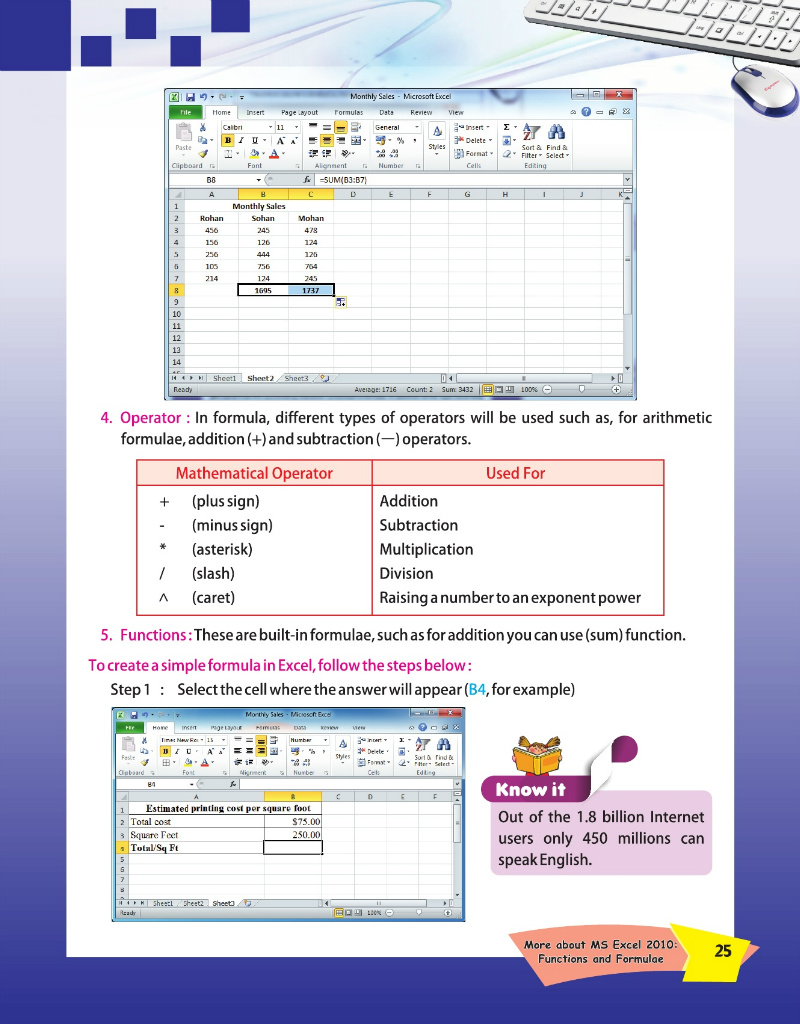 Monthly Sales - Microsoft Excel
File Home Insert Page Layout Formulas Data Review View
Calibri 11 General Insert Σ
Paste B I U A A % , Styles Delete Sort & Find &
Format Filter Select
Clipboard Font Alignment Number Cells Editing
B8 fx =SUM(B3:B7)
A B C D E F G H I J K
1 Monthly Sales
2 Rohan Sohan Mohan
3 456 245 478
4 156 126 124
5 256 444 126
6 105 756 764
7 214 124 245
8 1695 1737
9
10
11
12
13
14
Sheet1 Sheet2 Sheet3
Ready Average: 1716 Count: 2 Sum: 3432 100%
4. Operator : In formula, different types of operators will be used such as, for arithmetic
formulae, addition (+) and subtraction (—) operators.
Mathematical Operator Used For
+ (plus sign) Addition
- (minus sign) Subtraction
* (asterisk) Multiplication
/ (slash) Division
^ (caret) Raising a number to an exponent power
5. Functions : These are built-in formulae, such as for addition you can use (sum) function.
To create a simple formula in Excel, follow the steps below :
Step 1 : Select the cell where the answer will appear (B4, for example)
Monthly Sales - Microsoft Excel
File Home Insert Page Layout Formulas Data Review View
Times New Ro 15 Number Insert Σ
Paste B I U A A % , Styles Delete Sort & Find &
Format Filter Select
Clipboard Font Alignment Number Cells Editing
B4 fx
A B C D E F
1 Estimated printing cost per square foot
2 Total cost $75.00
3 Square Feet 250.00
4 Total/Sq Ft
5
6
7
8
Sheet1 Sheet2 Sheet3
Ready 100%
Know it
Out of the 1.8 billion Internet
users only 450 millions can
speak English.
More about MS Excel 2010:
Functions and Formulae
25